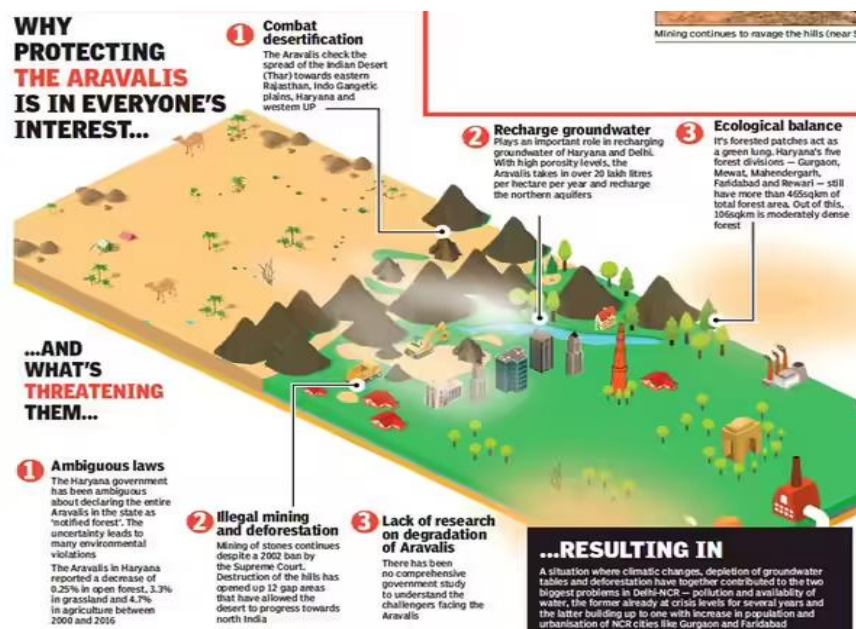 WHY
PROTECTING
THE ARAVALIS
IS IN EVERYONE'S
INTEREST...
1 Combat
desertification
The Aravalis check the
spread of the Indian Desert
(Thar) towards eastern
Rajasthan, Indo Gangetic
plains, Haryana and
western UP
Mining continues to ravage the hills (near S
2 Recharge groundwater
Plays an important role in recharging
groundwater of Haryana and Delhi.
With high porosity levels, the
Aravalis takes in over 20 lakh litres
per hectare per year and recharge
the northern aquifers
3 Ecological balance
It's forested patches act as
a green lung. Haryana's five
forest divisions — Gurgaon,
Mewat, Mahendergarh,
Faridabad and Rewari — still
have more than 465sqkm of
total forest area. Out of this,
106sqkm is moderately dense
forest
...AND
WHAT'S
THREATENING
THEM...
1 Ambiguous laws
The Haryana government
has been ambiguous
about declaring the entire
Aravalis in the state as
'notified forest'. The
uncertainty leads to
many environmental
violations
The Aravalis in Haryana
reported a decrease of
0.25% in open forest, 3.3%
in grassland and 4.7%
in agriculture between
2000 and 2016
2 Illegal mining
and deforestation
Mining of stones continues
despite a 2002 ban by
the Supreme Court.
Destruction of the hills has
opened up 12 gap areas
that have allowed the
desert to progress towards
north India
3 Lack of research
on degradation
of Aravalis
There has been
no comprehensive
government study
to understand the
challengers facing the
Aravalis
...RESULTING IN
A situation where climatic changes, depletion of groundwater
tables and deforestation have together contributed to the two
biggest problems in Delhi-NCR — pollution and availability of
water, the former already at crisis levels for several years and
the latter building up to one with increase in population and
urbanisation of NCR cities like Gurgaon and Faridabad